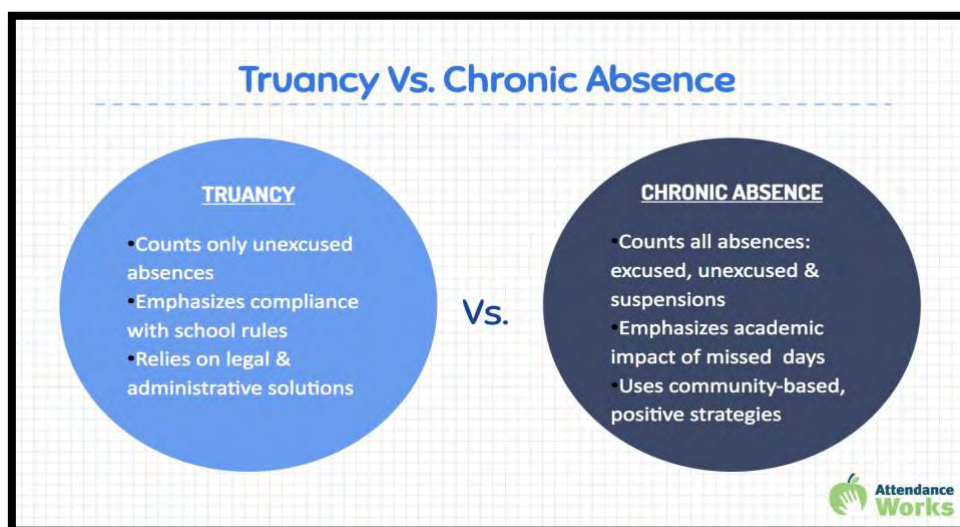 Truancy Vs. Chronic Absence
TRUANCY
•Counts only unexcused
absences
•Emphasizes compliance
with school rules
•Relies on legal &
administrative solutions
Vs.
CHRONIC ABSENCE
•Counts all absences:
excused, unexcused &
suspensions
•Emphasizes academic
impact of missed days
•Uses community-based,
positive strategies
Attendance
Works